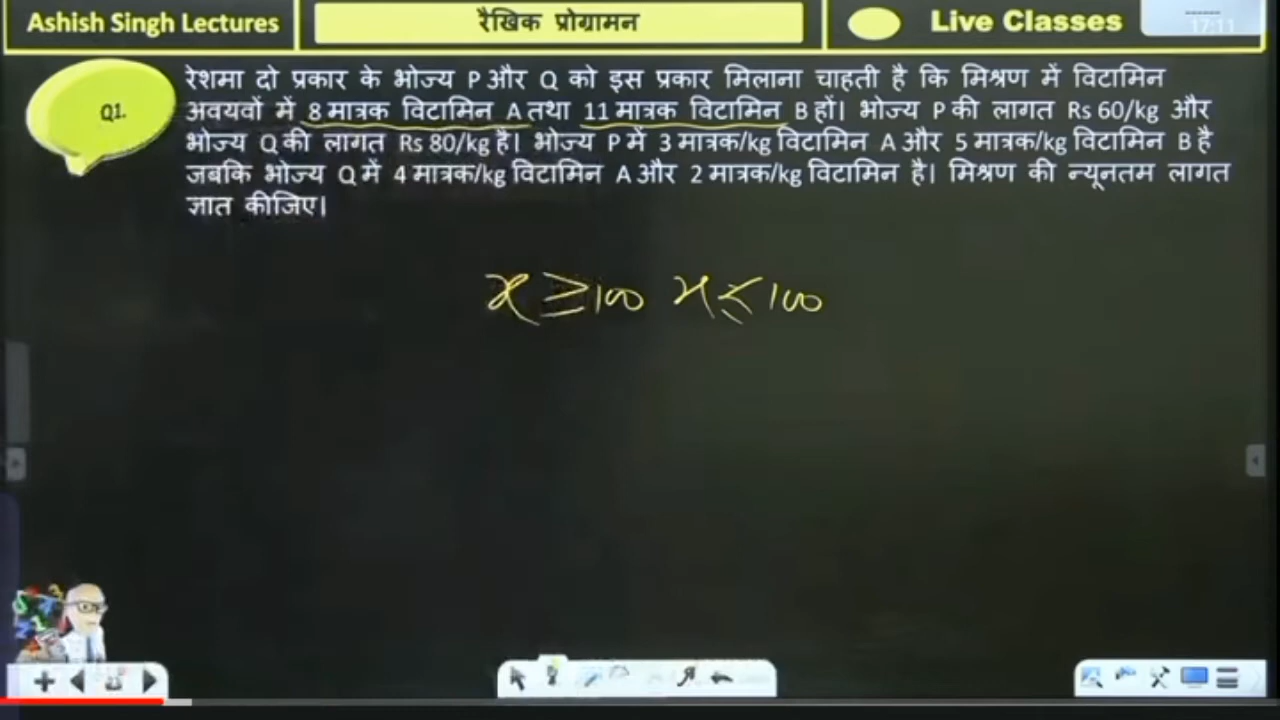 Ashish Singh Lectures
रैखिक प्रोग्रामन
Live Classes
17:11
Q1.
रेशमा दो प्रकार के भोज्य P और Q को इस प्रकार मिलाना चाहती है कि मिश्रण में विटामिन
अवयवों में 8 मात्रक विटामिन A तथा 11 मात्रक विटामिन B हों। भोज्य P की लागत Rs 60/kg और
भोज्य Q की लागत Rs 80/kg है। भोज्य P में 3 मात्रक/kg विटामिन A और 5 मात्रक/kg विटामिन B है
जबकि भोज्य Q में 4 मात्रक/kg विटामिन A और 2 मात्रक/kg विटामिन है। मिश्रण की न्यूनतम लागत
ज्ञात कीजिए।
x ≥ 100 x ≤ 100